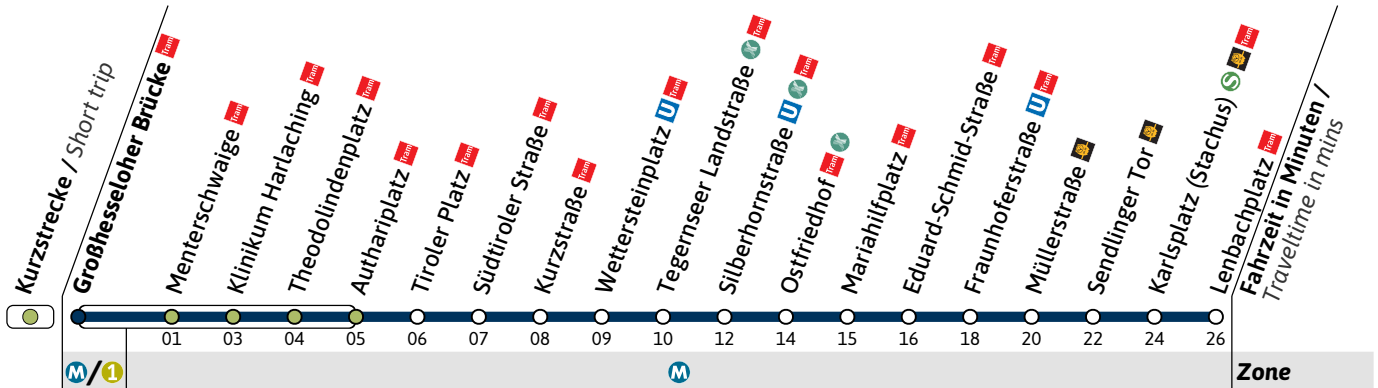 Kurzstrecke / Short trip
Großhesseloher Brücke Tram
Menterschwaige Tram
Klinikum Harlaching Tram
Theodolindenplatz Tram
Authariplatz Tram
Tiroler Platz Tram
Südtiroler Straße Tram
Kurzstraße Tram
Wettersteinplatz U Tram
Tegernseer Landstraße X Tram
Silberhornstraße U X Tram
Ostfriedhof Tram X
Mariahilfplatz Tram
Eduard-Schmid-Straße Tram
Fraunhoferstraße U Tram
Müllerstraße
Sendlinger Tor
Karlsplatz (Stachus) S Tram
Lenbachplatz Tram
Fahrzeit in Minuten /
Traveltime in mins
01 03 04 05 06 07 08 09 10 12 14 15 16 18 20 22 24 26
M/1 M Zone